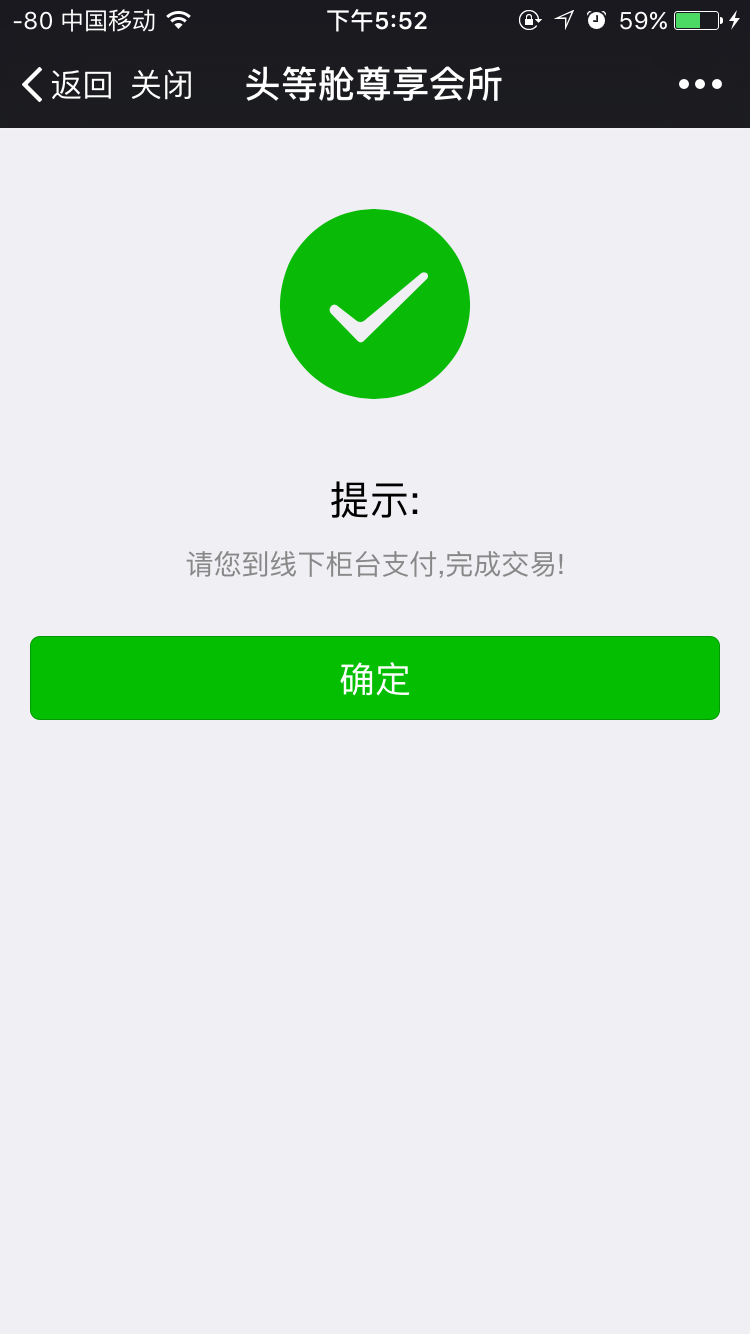 -80 中国移动 下午5:52 59%
返回 关闭 头等舱尊享会所
提示:
请您到线下柜台支付,完成交易!
确定